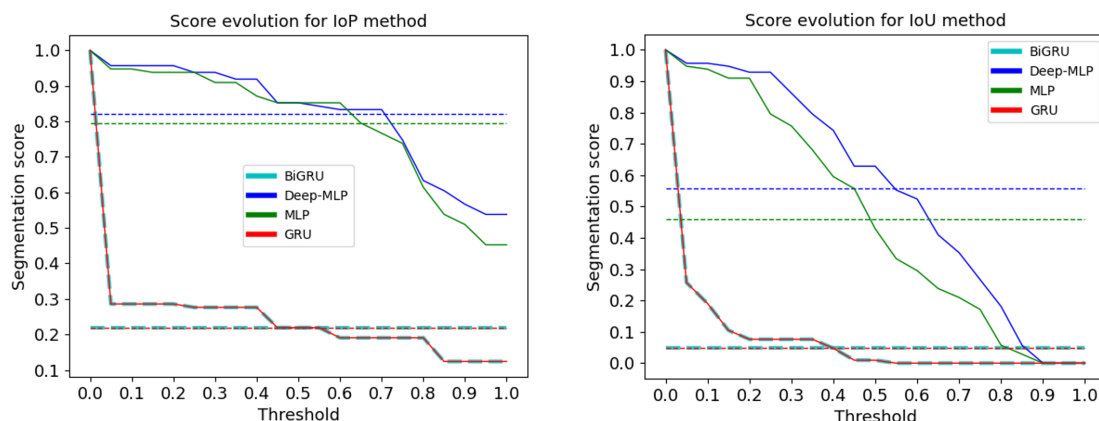 Score evolution for IoP method
Segmentation score
1.0
0.9
0.8
0.7
0.6
0.5
0.4
0.3
0.2
0.1
BiGRU
Deep-MLP
MLP
GRU
0.0 0.1 0.2 0.3 0.4 0.5 0.6 0.7 0.8 0.9 1.0
Threshold
Score evolution for IoU method
Segmentation score
1.0
0.9
0.8
0.7
0.6
0.5
0.4
0.3
0.2
0.1
0.0
BiGRU
Deep-MLP
MLP
GRU
0.0 0.1 0.2 0.3 0.4 0.5 0.6 0.7 0.8 0.9 1.0
Threshold